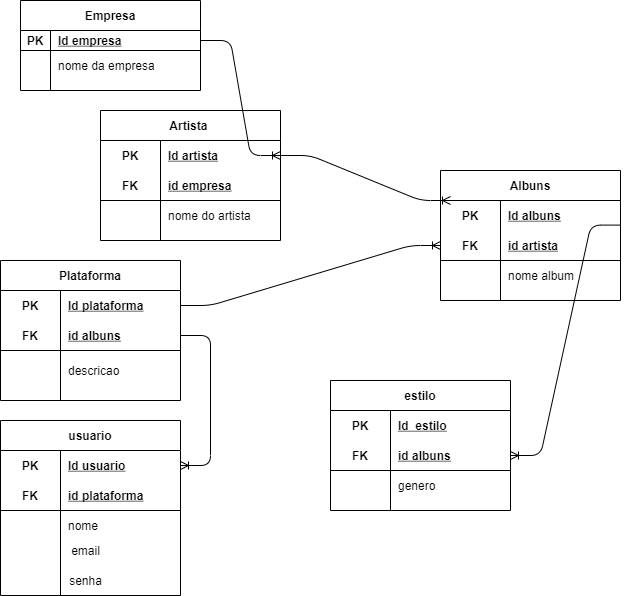 Empresa
PK Id empresa
nome da empresa
Artista
PK Id artista
FK id empresa
nome do artista
Albuns
PK Id albuns
FK id artista
nome album
Plataforma
PK Id plataforma
FK id albuns
descricao
estilo
PK Id estilo
FK id albuns
genero
usuario
PK Id usuario
FK id plataforma
nome
email
senha